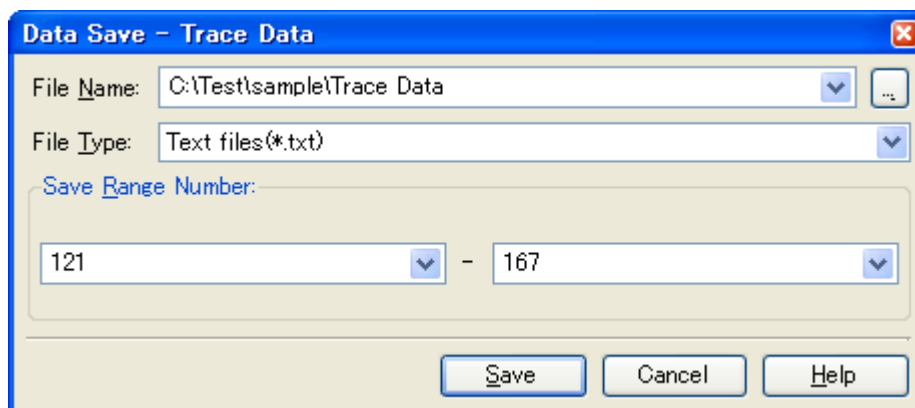 Data Save - Trace Data
File Name: C:\Test\sample\Trace Data ...
File Type: Text files(*.txt)
Save Range Number:
121 - 167
Save Cancel Help